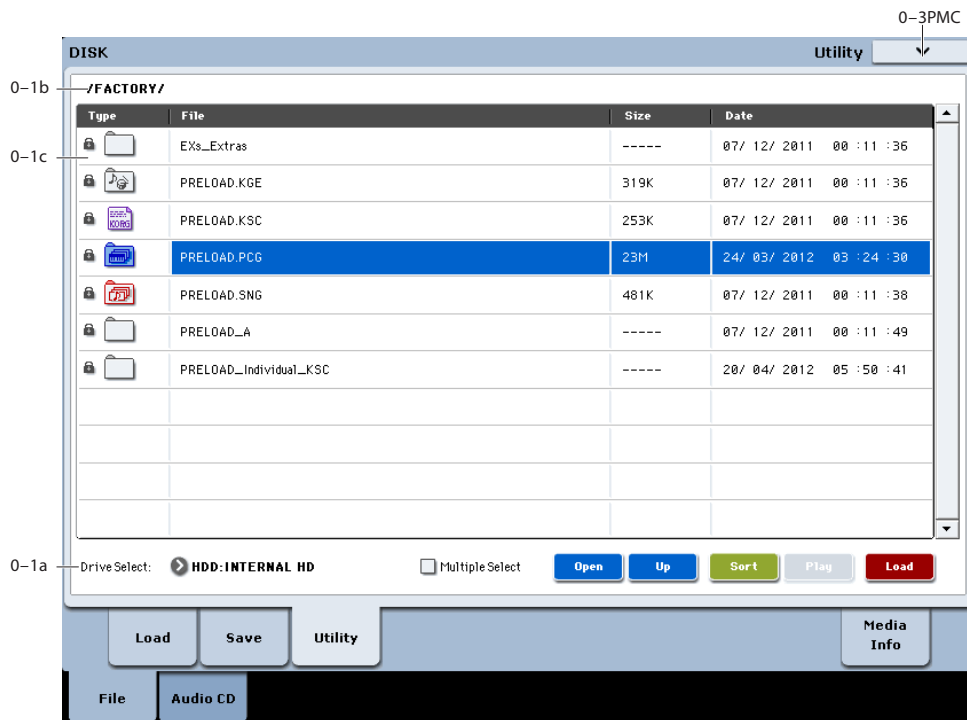 0–3PMC
DISK Utility
0–1b /FACTORY/
Type File Size Date
0–1c
EXs_Extras ----- 07/ 12/ 2011 00 :11 :36
PRELOAD.KGE 319K 07/ 12/ 2011 00 :11 :36
KORG PRELOAD.KSC 253K 07/ 12/ 2011 00 :11 :36
PRELOAD.PCG 23M 24/ 03/ 2012 03 :24 :30
PRELOAD.SNG 481K 07/ 12/ 2011 00 :11 :38
PRELOAD_A ----- 07/ 12/ 2011 00 :11 :49
PRELOAD_Individual_KSC ----- 20/ 04/ 2012 05 :50 :41
0–1a Drive Select: HDD:INTERNAL HD Multiple Select Open Up Sort Play Load
Load Save Utility Media Info
File Audio CD